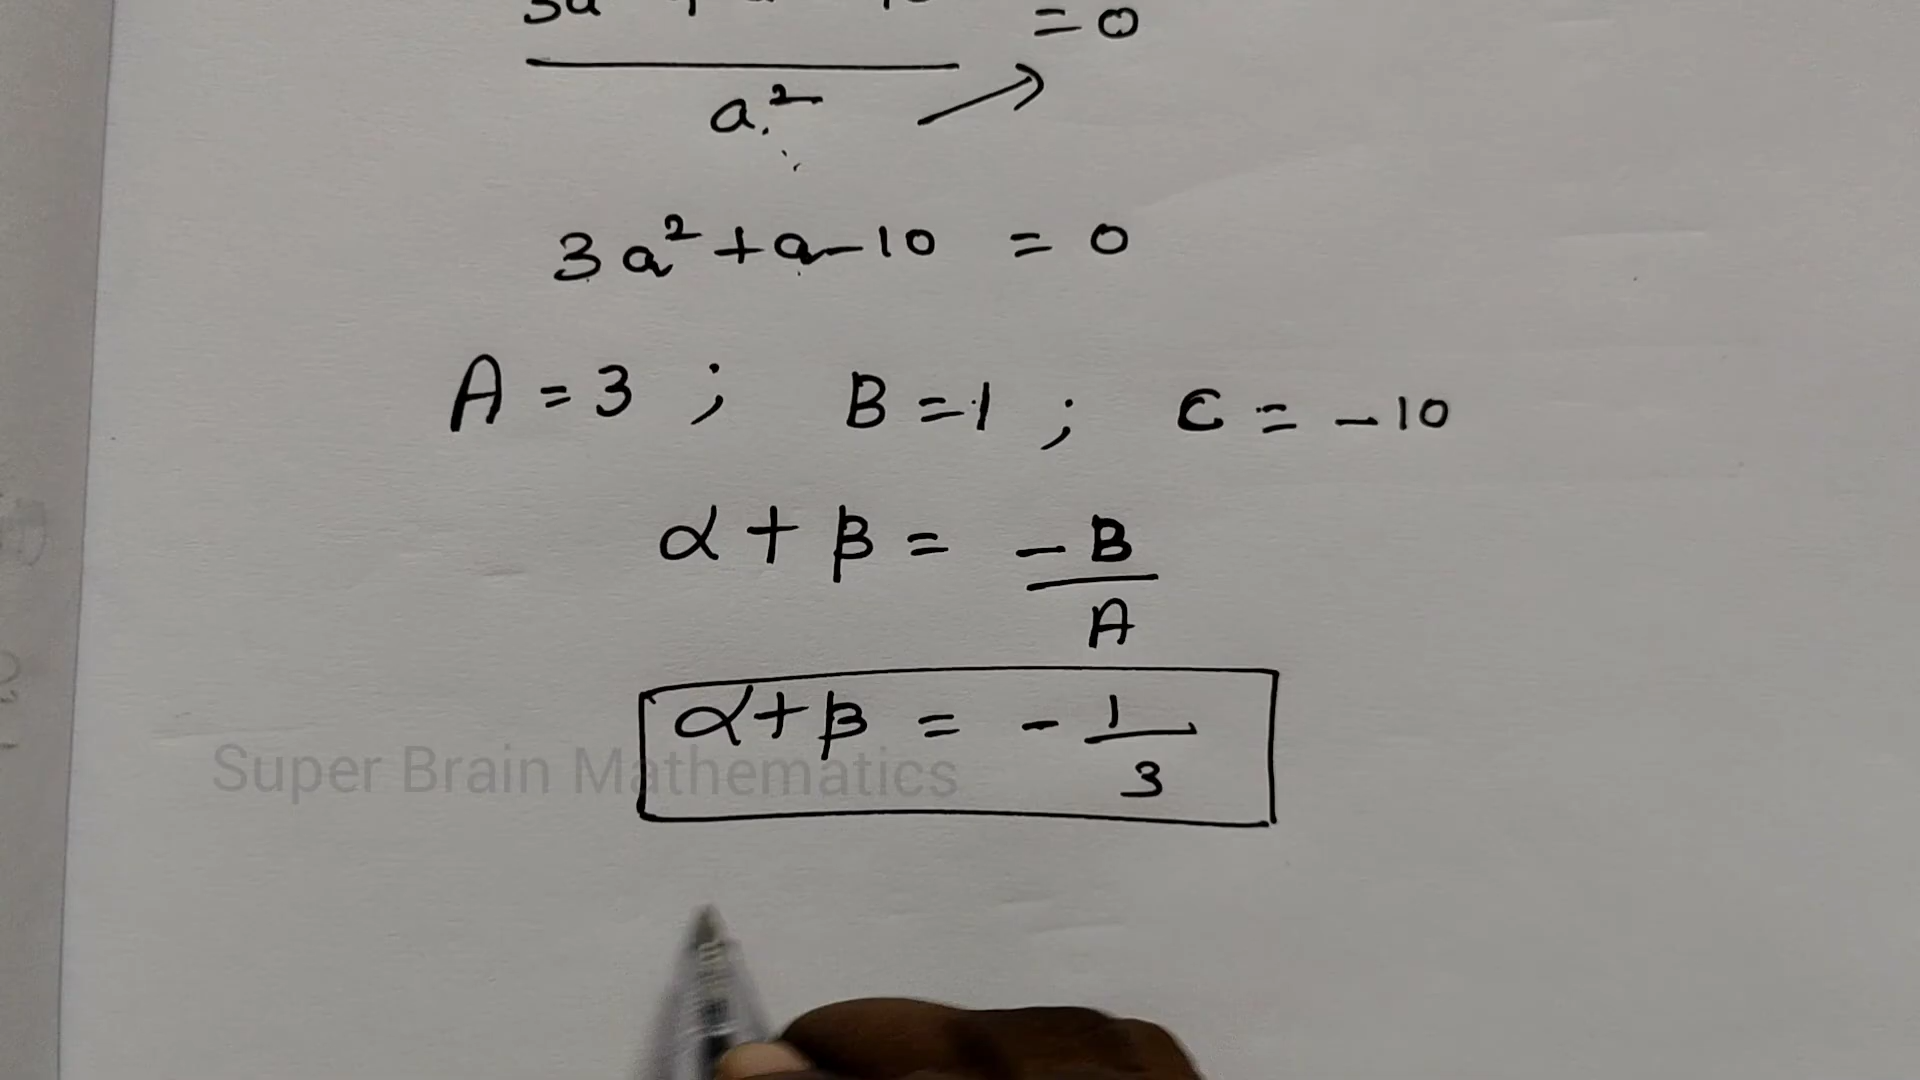 = 0
a²
3a² + a - 10 = 0
A = 3 ; B = 1 ; C = -10
α + β = -B/A
α + β = - 1/3
Super Brain Mathematics